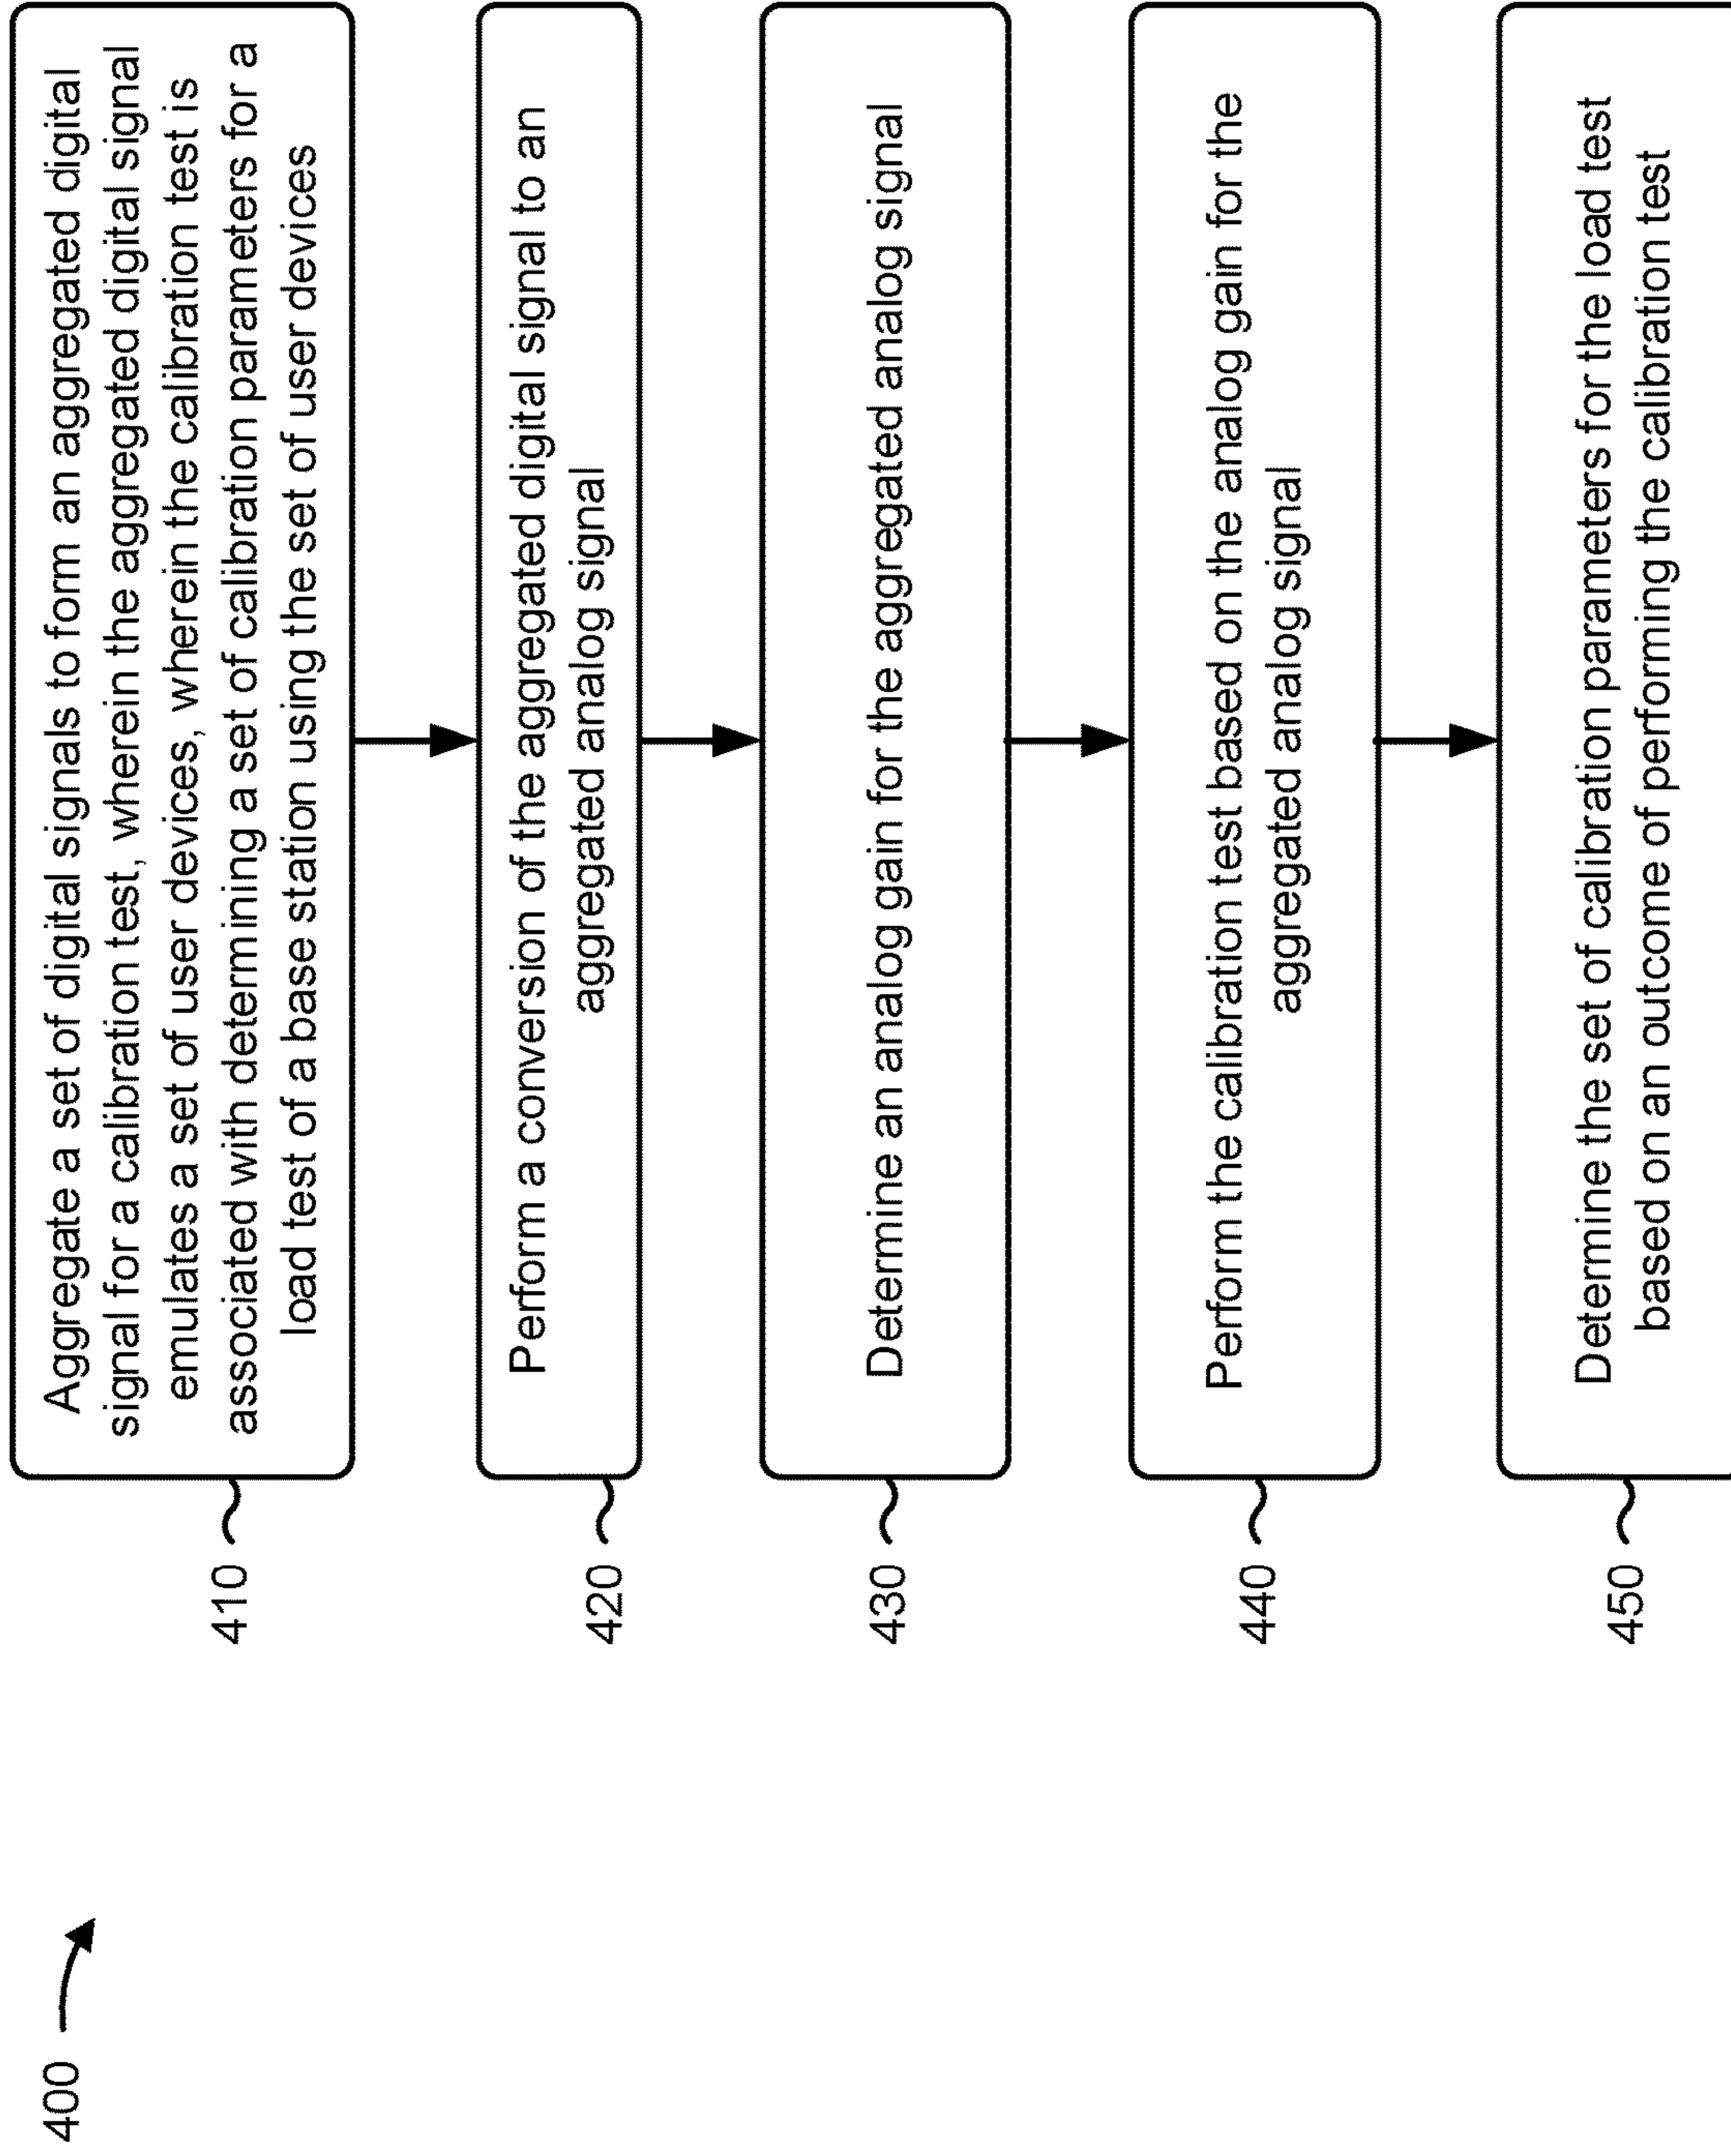 400
410
Aggregate a set of digital signals to form an aggregated digital
signal for a calibration test, wherein the aggregated digital signal
emulates a set of user devices, wherein the calibration test is
associated with determining a set of calibration parameters for a
load test of a base station using the set of user devices
420
Perform a conversion of the aggregated digital signal to an
aggregated analog signal
430
Determine an analog gain for the aggregated analog signal
440
Perform the calibration test based on the analog gain for the
aggregated analog signal
450
Determine the set of calibration parameters for the load test
based on an outcome of performing the calibration test